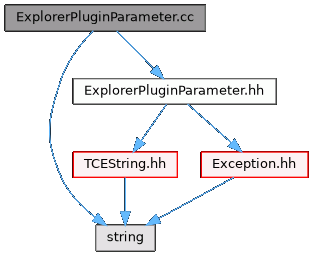 ExplorerPluginParameter.cc
ExplorerPluginParameter.hh
TCEString.hh
Exception.hh
string